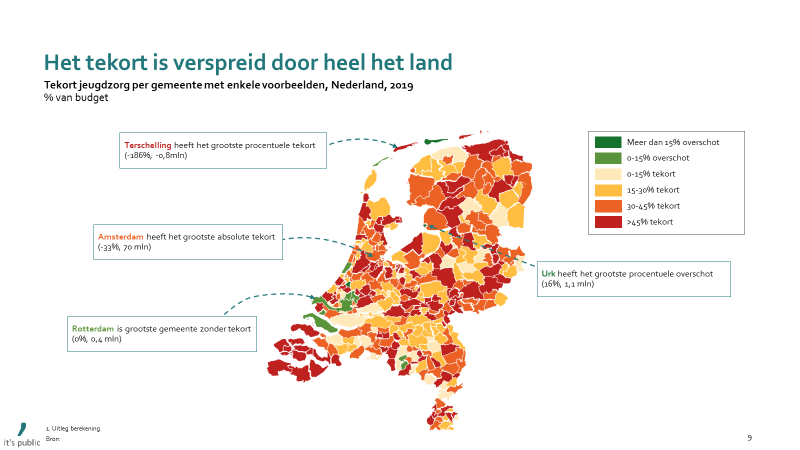 Het tekort is verspreid door heel het land
Tekort jeugdzorg per gemeente met enkele voorbeelden, Nederland, 2019
% van budget
Terschelling heeft het grootste procentuele tekort
(-186%, -0,8mln)
Meer dan 15% overschot
0-15% overschot
0-15% tekort
15-30% tekort
30-45% tekort
>45% tekort
Amsterdam heeft het grootste absolute tekort
(-33%, 70 mln)
Urk heeft het grootste procentuele overschot
(16%, 1,1 mln)
Rotterdam is grootste gemeente zonder tekort
(0%, 0,4 mln)
1. Uitleg berekening
Bron:
it's public
9